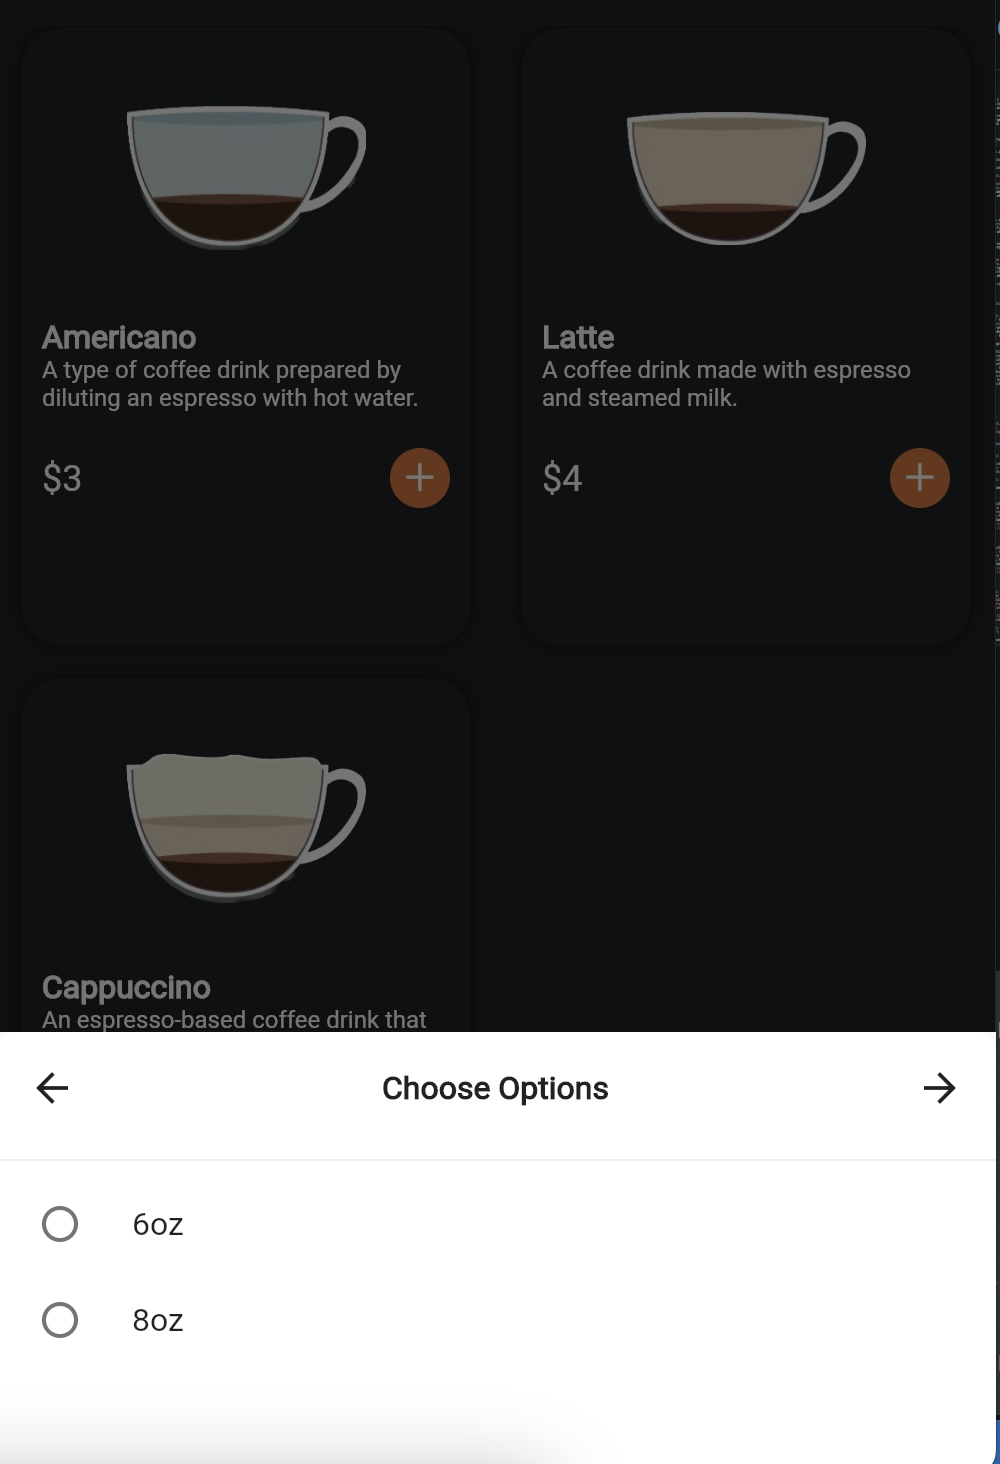 Americano
A type of coffee drink prepared by
diluting an espresso with hot water.
$3
Latte
A coffee drink made with espresso
and steamed milk.
$4
Cappuccino
An espresso-based coffee drink that
Choose Options
6oz
8oz